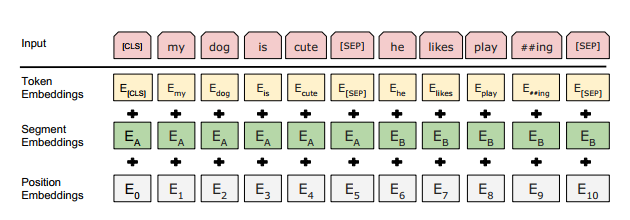 Input [CLS] my dog is cute [SEP] he likes play ##ing [SEP]
Token
Embeddings E[CLS] Emy Edog Eis Ecute E[SEP] Ehe Elikes Eplay E##ing E[SEP]
+ + + + + + + + + + +
Segment
Embeddings EA EA EA EA EA EA EB EB EB EB EB
+ + + + + + + + + + +
Position
Embeddings E0 E1 E2 E3 E4 E5 E6 E7 E8 E9 E10